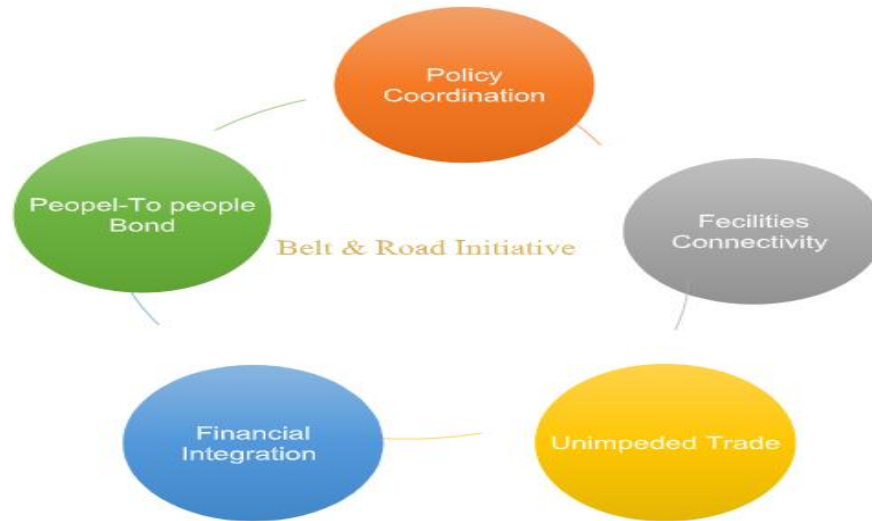 Policy
Coordination
Peopel-To people
Bond
Fecilities
Connectivity
Belt & Road Initiative
Financial
Integration
Unimpeded Trade